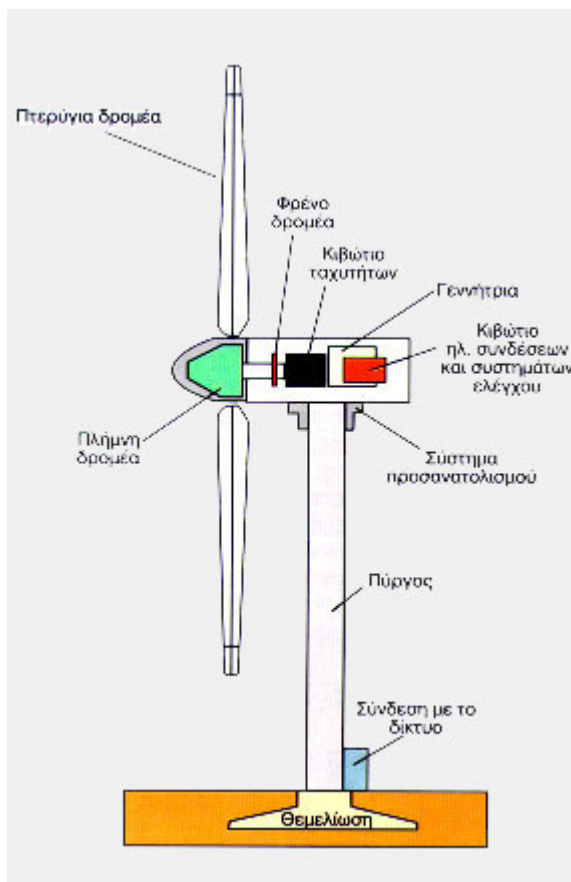 Πτερύγια δρομέα
Φρένο
δρομέα
Κιβώτιο
ταχυτήτων
Γεννήτρια
Κιβώτιο
ηλ. συνδέσεων
και συστημάτων
ελέγχου
Πλήμνη
δρομέα
Σύστημα
προσανατολισμού
Πύργος
Σύνδεση με το
δίκτυο
Θεμελίωση